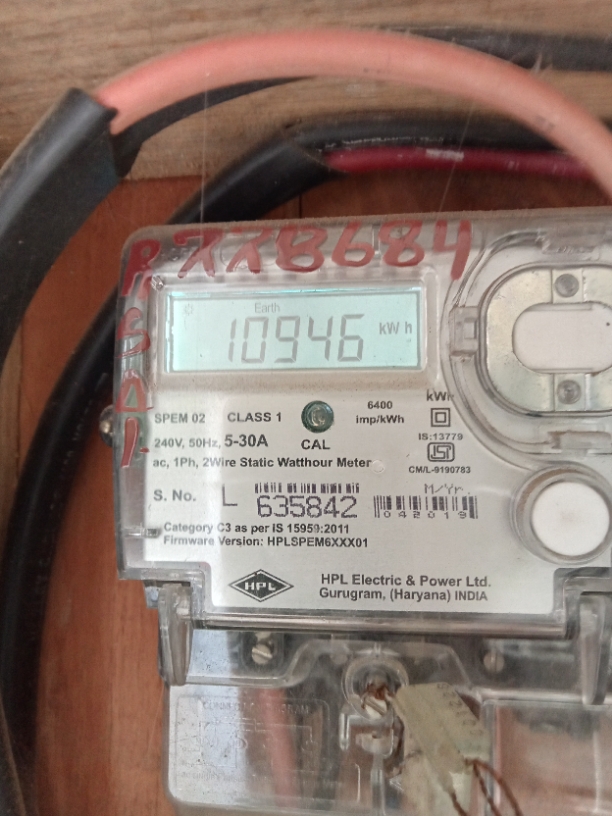 778684
Earth
10946 kWh
SPEM 02 CLASS 1 6400 imp/kWh kWh
240V, 50Hz, 5-30A CAL IS:13779
ac, 1Ph, 2Wire Static Watthour Meter CM/L-9190783
M/Yr.
S. No. L 635842 042019
Category C3 as per IS 15959:2011
Firmware Version: HPLSPEM6XXX01
HPL HPL Electric & Power Ltd.
Gurugram, (Haryana) INDIA